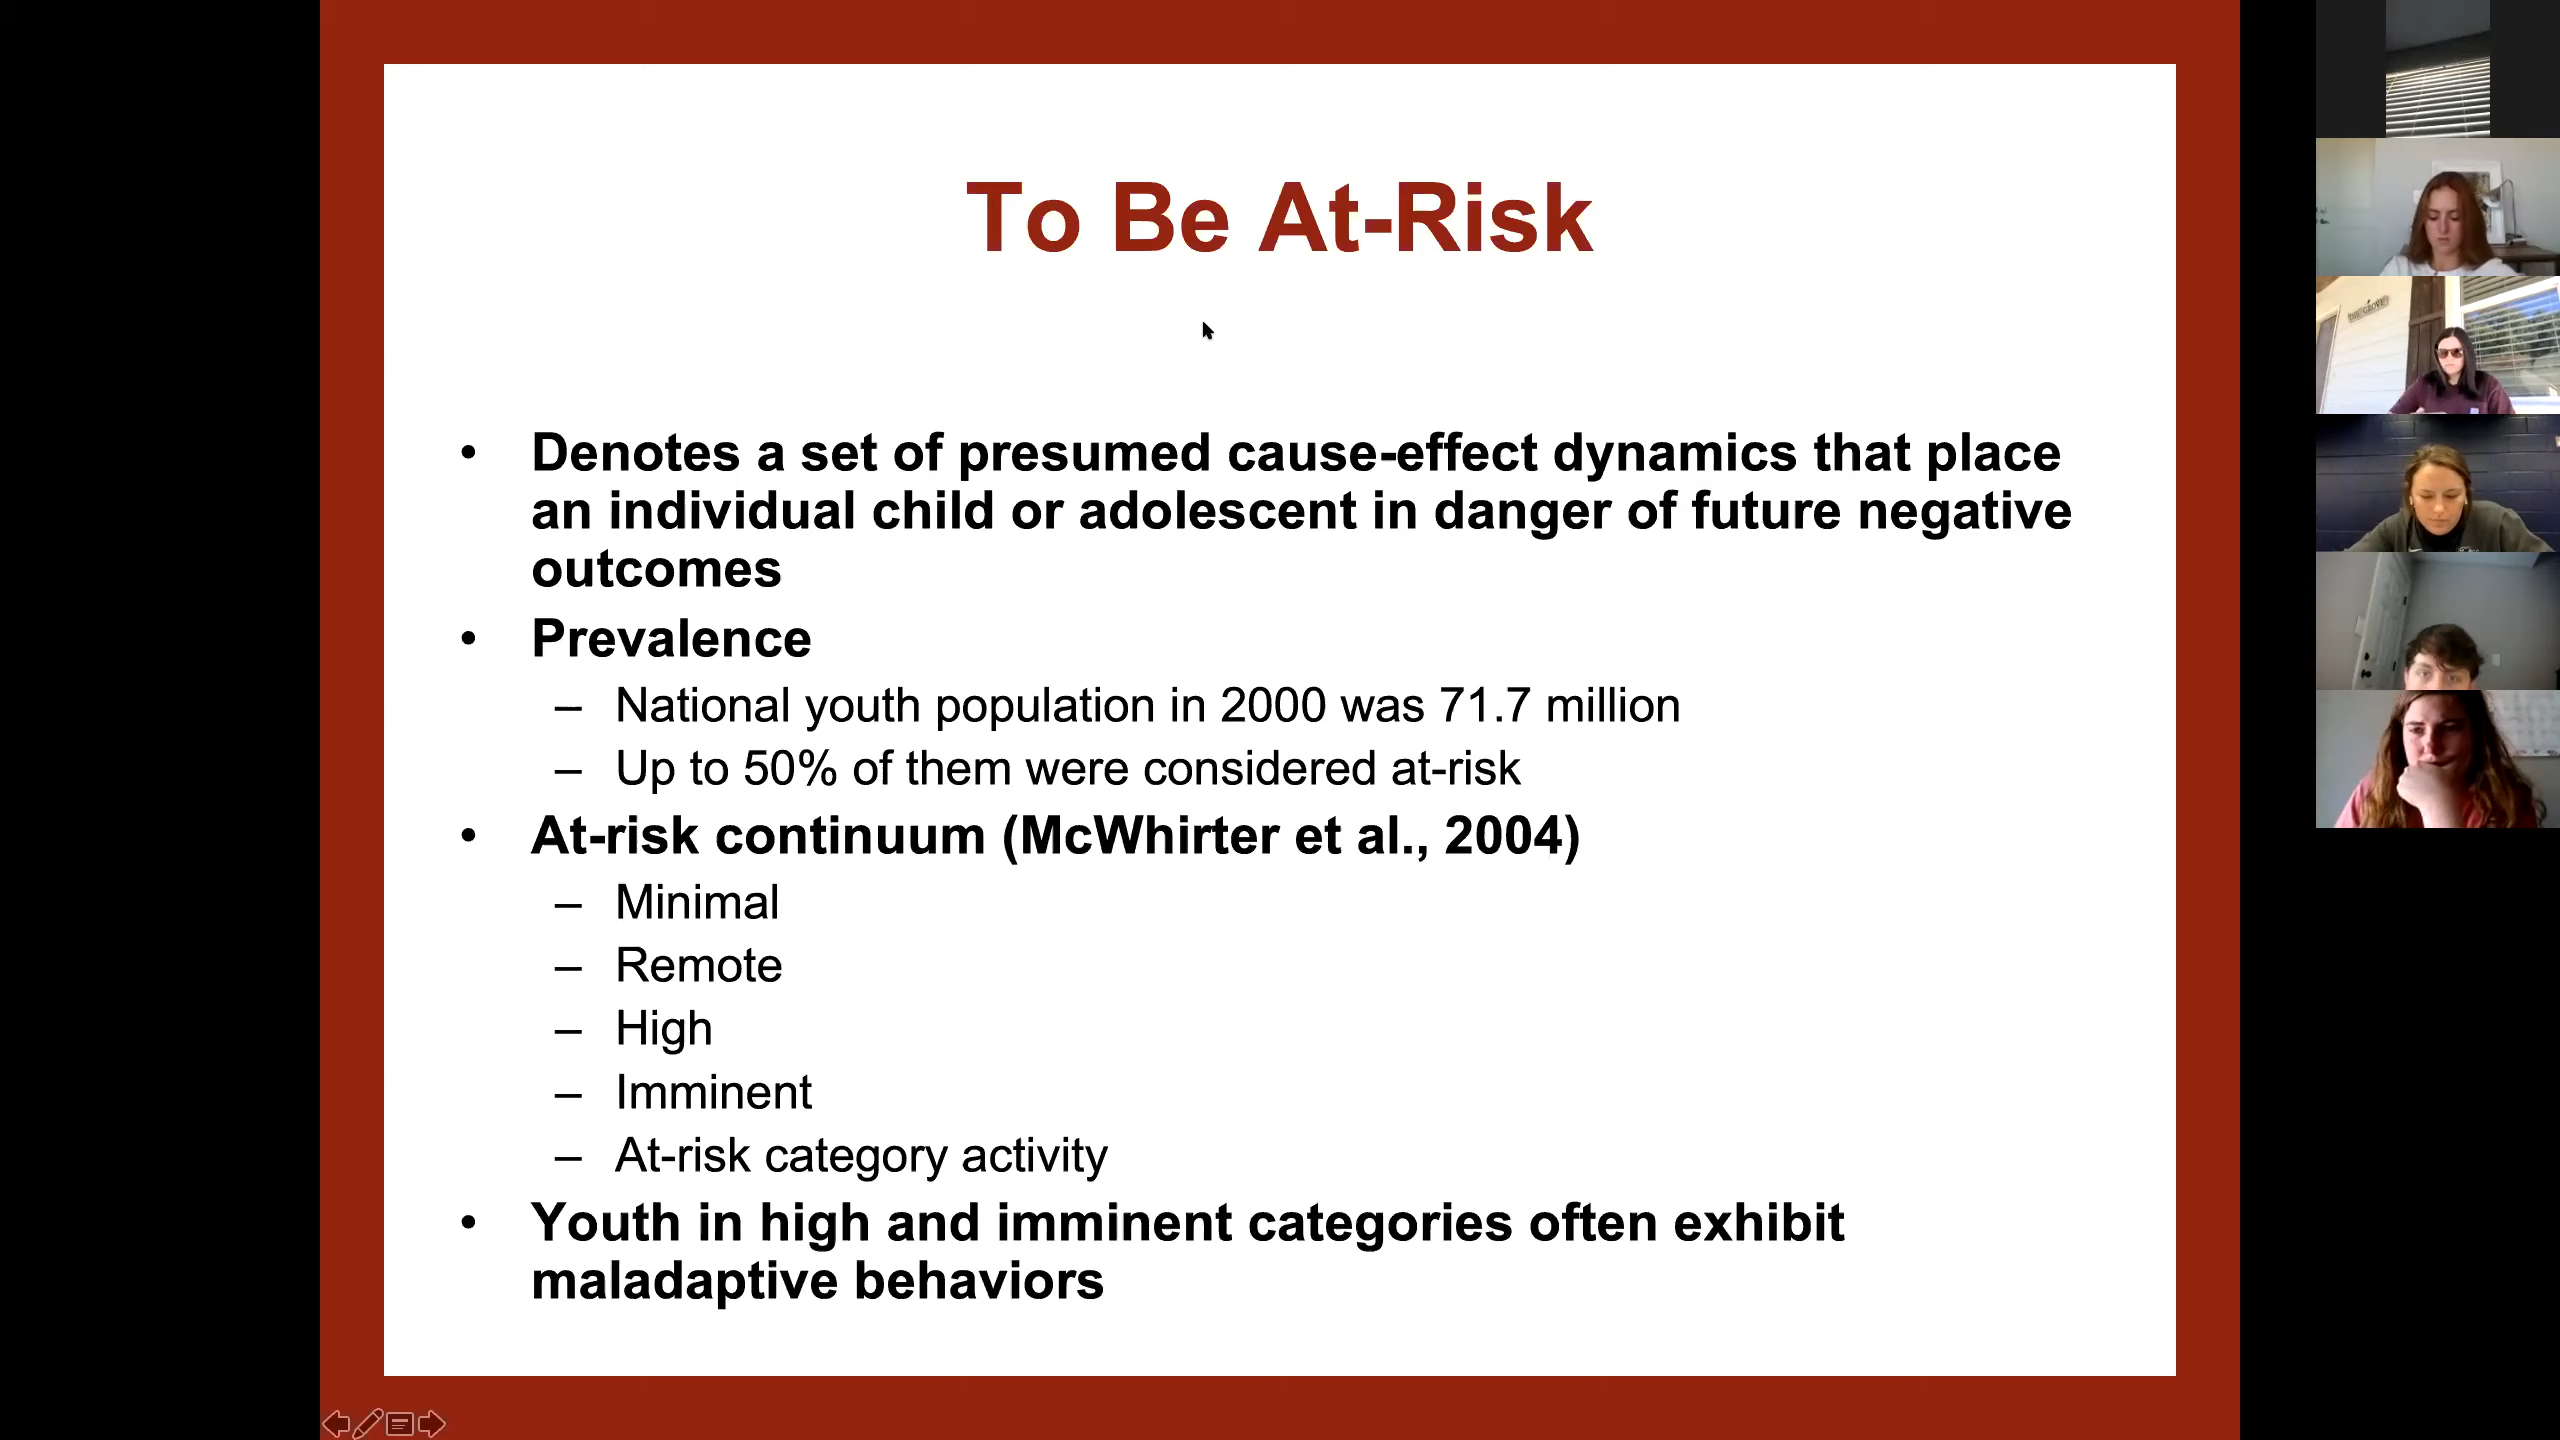 To Be At-Risk
• Denotes a set of presumed cause-effect dynamics that place
an individual child or adolescent in danger of future negative
outcomes
• Prevalence
– National youth population in 2000 was 71.7 million
– Up to 50% of them were considered at-risk
• At-risk continuum (McWhirter et al., 2004)
– Minimal
– Remote
– High
– Imminent
– At-risk category activity
• Youth in high and imminent categories often exhibit
maladaptive behaviors